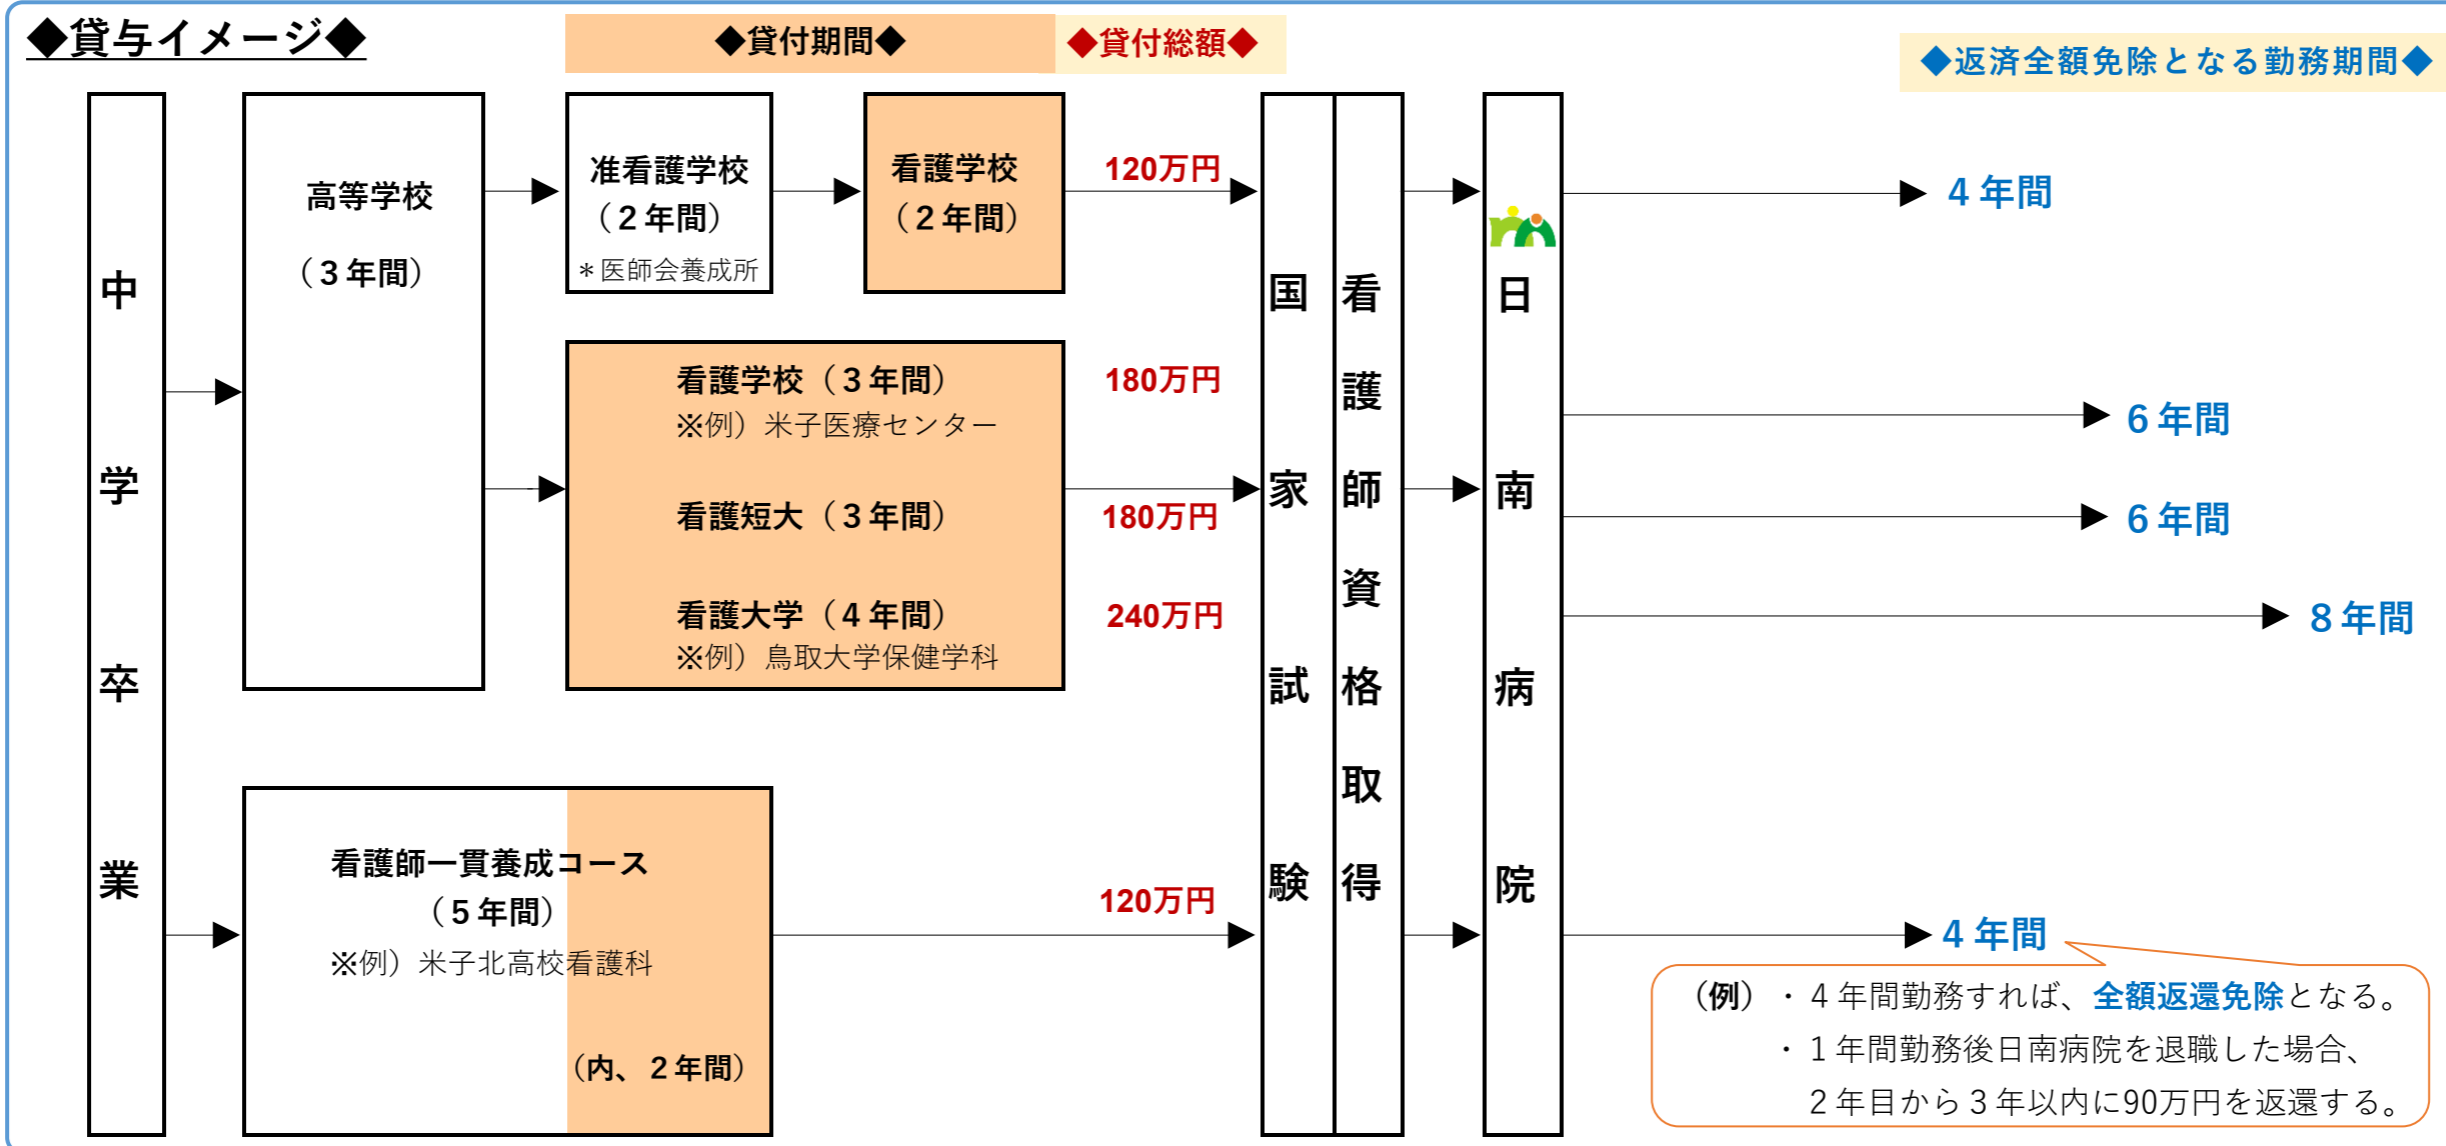 ◆貸与イメージ◆
◆貸付期間◆
◆貸付総額◆
◆返済全額免除となる勤務期間◆
中学卒業
高等学校
（３年間）
准看護学校
（２年間）
＊医師会養成所
看護学校
（２年間）
120万円
看護学校（３年間）
※例）米子医療センター
180万円
看護短大（３年間）
180万円
看護大学（４年間）
※例）鳥取大学保健学科
240万円
看護師一貫養成コース
（５年間）
※例）米子北高校看護科
（内、２年間）
120万円
国家試験
看護師資格取得
日南病院
４年間
６年間
６年間
８年間
４年間
（例）・４年間勤務すれば、全額返還免除となる。
・１年間勤務後日南病院を退職した場合、
２年目から３年以内に90万円を返還する。